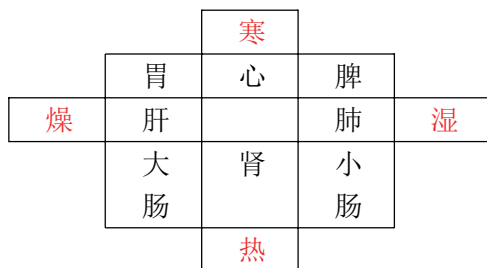 寒
胃 心 脾
燥 肝 肺 湿
大 肾 小
肠 肠
热